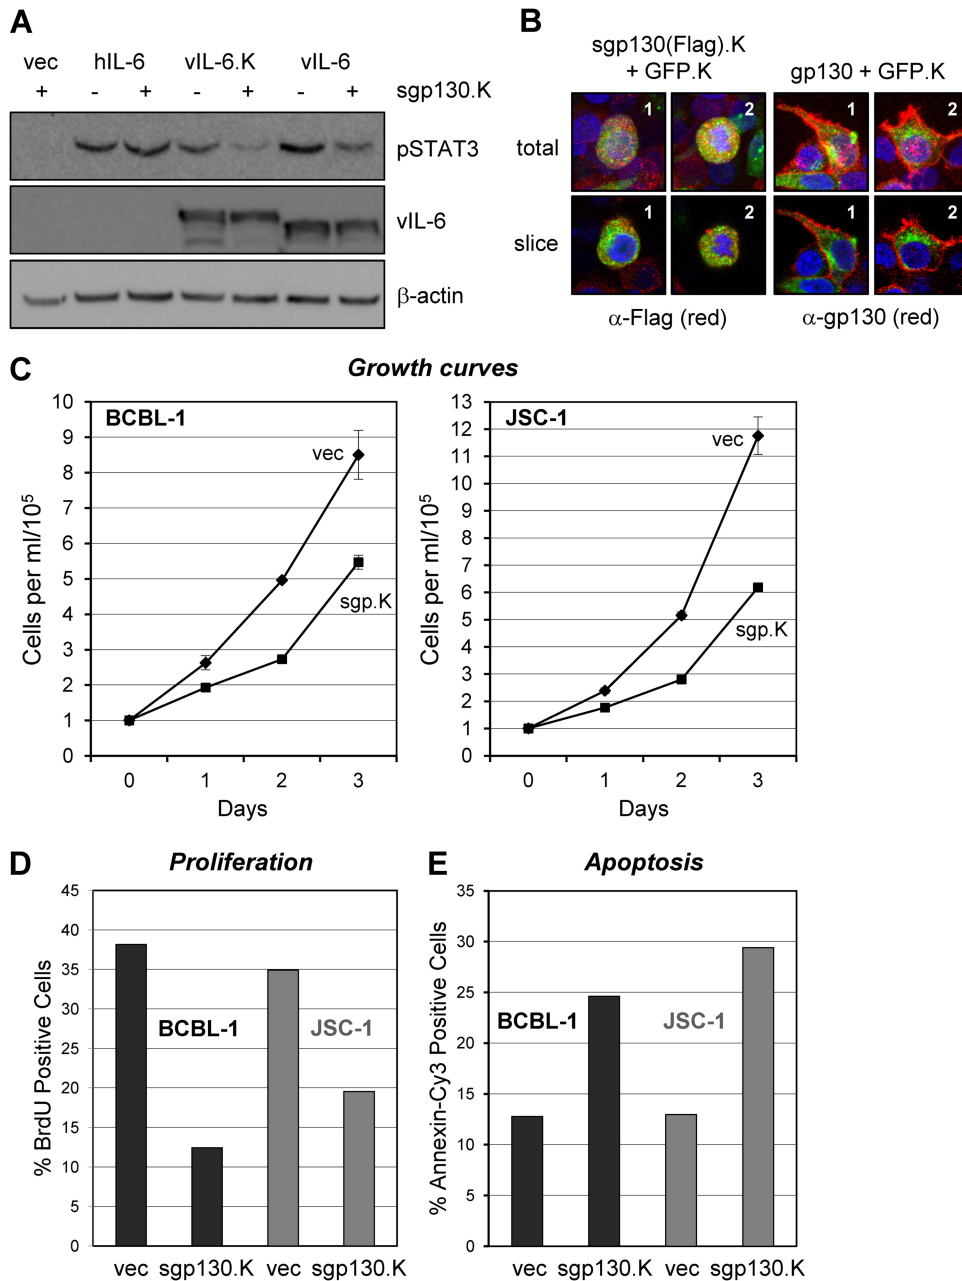 A
vec hIL-6 vIL-6.K vIL-6
+ - + - + - + sgp130.K
pSTAT3
vIL-6
β-actin
B
sgp130(Flag).K
+ GFP.K
gp130 + GFP.K
total
1 2 1 2
slice
1 2 1 2
α-Flag (red)
α-gp130 (red)
C
Growth curves
BCBL-1
Cells per ml/10⁵
10
9
8
7
6
5
4
3
2
1
0
vec
sgp.K
0 1 2 3
Days
JSC-1
Cells per ml/10⁵
13
12
11
10
9
8
7
6
5
4
3
2
1
0
vec
sgp.K
0 1 2 3
Days
D
Proliferation
% BrdU Positive Cells
45
40
35
30
25
20
15
10
5
0
BCBL-1
JSC-1
vec sgp130.K vec sgp130.K
E
Apoptosis
% Annexin-Cy3 Positive Cells
35
30
25
20
15
10
5
0
BCBL-1
JSC-1
vec sgp130.K vec sgp130.K